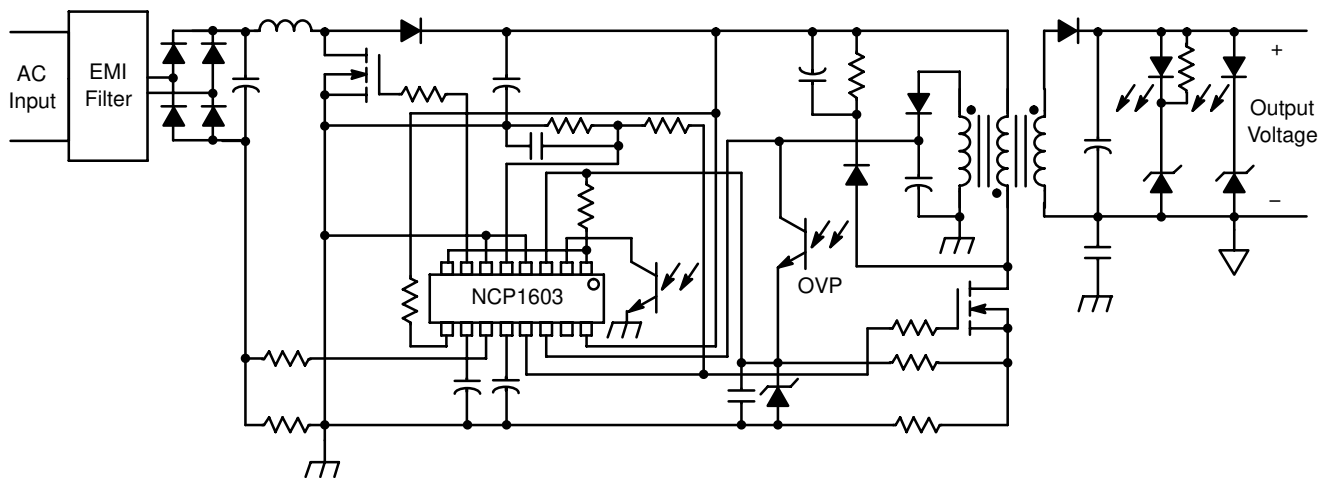 AC
Input
EMI
Filter
NCP1603
OVP
+
Output
Voltage
−